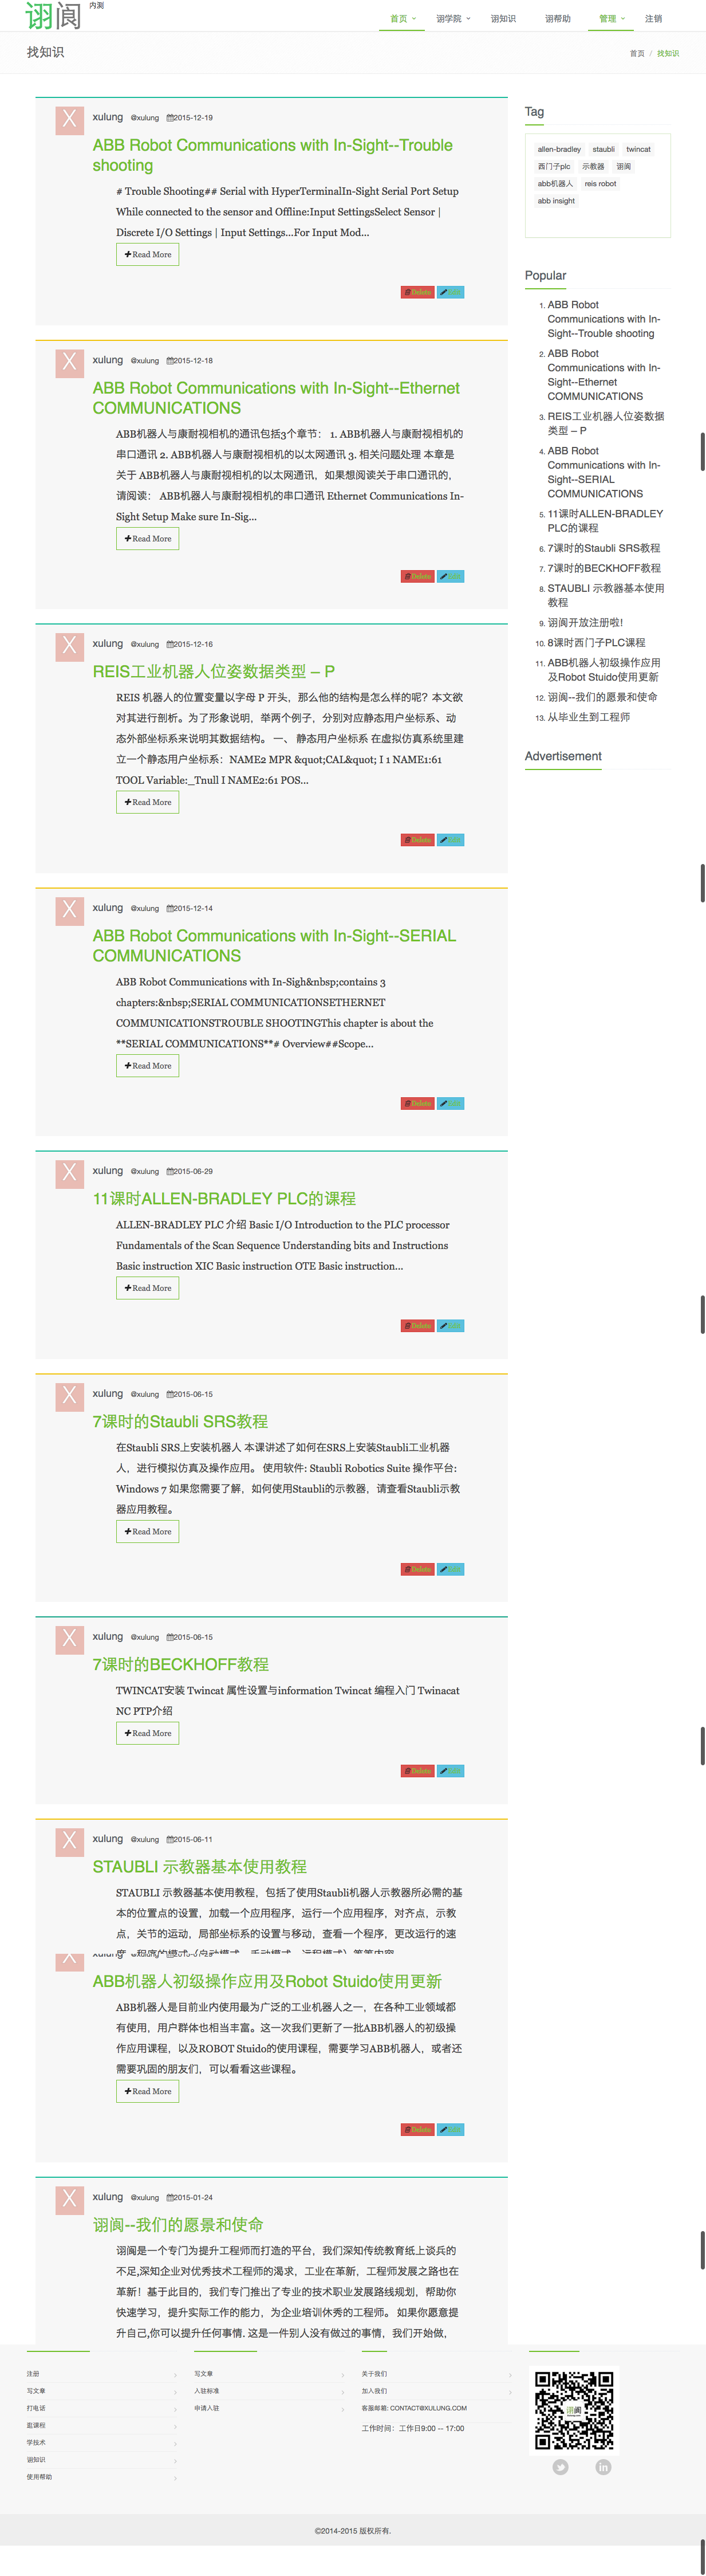 诩阆
内测
首页
诩学院
诩知识
诩帮助
管理
注销
找知识
首页 / 找知识
X
xulung @xulung 2015-12-19
ABB Robot Communications with In-Sight--Trouble
shooting
# Trouble Shooting## Serial with HyperTerminalIn-Sight Serial Port Setup
While connected to the sensor and Offline:Input SettingsSelect Sensor |
Discrete I/O Settings | Input Settings...For Input Mod...
Read More
Delete
X
xulung @xulung 2015-12-18
ABB Robot Communications with In-Sight--Ethernet
COMMUNICATIONS
ABB机器人与康耐视相机的通讯包括3个章节： 1. ABB机器人与康耐视相机的
串口通讯 2. ABB机器人与康耐视相机的以太网通讯 3. 相关问题处理 本章是
关于 ABB机器人与康耐视相机的以太网通讯，如果想阅读关于串口通讯的，
请阅读： ABB机器人与康耐视相机的串口通讯 Ethernet Communications In-
Sight Setup Make sure In-Sig...
Read More
Delete
X
xulung @xulung 2015-12-16
REIS工业机器人位姿数据类型 – P
REIS 机器人的位置变量以字母 P 开头，那么他的结构是怎么样的呢？本文欲
对其进行剖析。为了形象说明，举两个例子，分别对应静态用户坐标系、动
态外部坐标系来说明其数据结构。 一、 静态用户坐标系 在虚拟仿真系统里建
立一个静态用户坐标系：NAME2 MPR &quot;CAL&quot; I 1 NAME1:61
TOOL Variable:_Tnull I NAME2:61 POS...
Read More
Delete
X
xulung @xulung 2015-12-14
ABB Robot Communications with In-Sight--SERIAL
COMMUNICATIONS
ABB Robot Communications with In-Sigh&nbsp;contains 3
chapters:&nbsp;SERIAL COMMUNICATIONSETHERNET
COMMUNICATIONSTROUBLE SHOOTINGThis chapter is about the
**SERIAL COMMUNICATIONS**# Overview##Scope...
Read More
Delete
X
xulung @xulung 2015-06-29
11课时ALLEN-BRADLEY PLC的课程
ALLEN-BRADLEY PLC 介绍 Basic I/O Introduction to the PLC processor
Fundamentals of the Scan Sequence Understanding bits and Instructions
Basic instruction XIC Basic instruction OTE Basic instruction...
Read More
Delete
X
xulung @xulung 2015-06-15
7课时的Staubli SRS教程
在Staubli SRS上安装机器人 本课讲述了如何在SRS上安装Staubli工业机器
人，进行模拟仿真及操作应用。 使用软件: Staubli Robotics Suite 操作平台:
Windows 7 如果您需要了解，如何使用Staubli的示教器，请查看Staubli示教
器应用教程。
Read More
Delete
X
xulung @xulung 2015-06-15
7课时的BECKHOFF教程
TWINCAT安装 Twincat 属性设置与information Twincat 编程入门 Twinacat
NC PTP介绍
Read More
Delete
X
xulung @xulung 2015-06-11
STAUBLI 示教器基本使用教程
STAUBLI 示教器基本使用教程，包括了使用Staubli机器人示教器所必需的基
本的位置点的设置，加载一个应用程序，运行一个应用程序，对齐点，示教
点，关节的运动，局部坐标系的设置与移动，查看一个程序，更改运行的速
ABB机器人初级操作应用及Robot Stuido使用更新
ABB机器人是目前业内使用最为广泛的工业机器人之一，在各种工业领域都
有使用，用户群体也相当丰富。这一次我们更新了一批ABB机器人的初级操
作应用课程，以及ROBOT Stuido的使用课程，需要学习ABB机器人，或者还
需要巩固的朋友们，可以看看这些课程。
Read More
Delete
X
xulung @xulung 2015-01-24
诩阆--我们的愿景和使命
诩阆是一个专门为提升工程师而打造的平台，我们深知传统教育纸上谈兵的
不足,深知企业对优秀技术工程师的渴求，工业在革新，工程师发展之路也在
革新！基于此目的，我们专门推出了专业的技术职业发展路线规划，帮助你
快速学习，提升实际工作的能力，为企业培训优秀的工程师。 如果你愿意提
升自己,你可以提升任何事情. 这是一件别人没有做过的事情，我们开始做，
Tag
allen-bradley staubli twincat
西门子plc 示教器 诩阆
abb机器人 reis robot
abb insight
Popular
1. ABB Robot
Communications with In-
Sight--Trouble shooting
2. ABB Robot
Communications with In-
Sight--Ethernet
COMMUNICATIONS
3. REIS工业机器人位姿数据
类型 – P
4. ABB Robot
Communications with In-
Sight--SERIAL
COMMUNICATIONS
5. 11课时ALLEN-BRADLEY
PLC的课程
6. 7课时的Staubli SRS教程
7. 7课时的BECKHOFF教程
8. STAUBLI 示教器基本使用
教程
9. 诩阆开放注册啦!
10. 8课时西门子PLC课程
11. ABB机器人初级操作应用
及Robot Stuido使用更新
12. 诩阆--我们的愿景和使命
13. 从毕业生到工程师
Advertisement
注册
写文章
打电话
逛课程
学技术
诩知识
使用帮助
写文章
入驻标准
申请入驻
关于我们
加入我们
客服邮箱: CONTACT@XULUNG.COM
工作时间：工作日9:00 -- 17:00
诩阆
©2014-2015 版权所有.